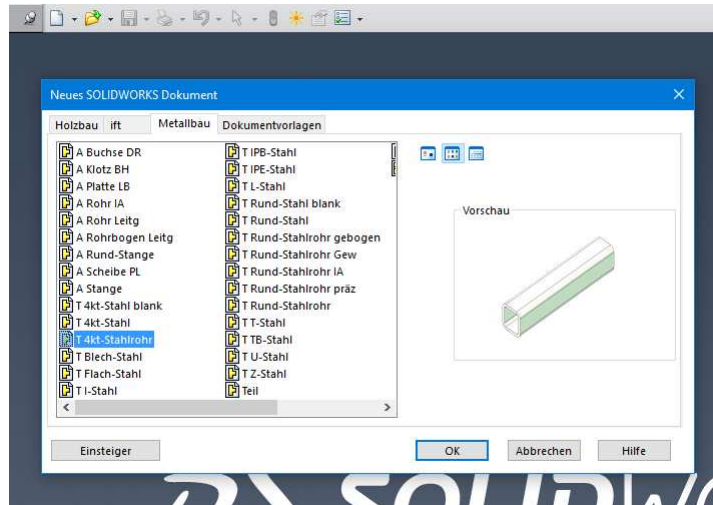 Neues SOLIDWORKS Dokument
Holzbau ift Metallbau Dokumentvorlagen
A Buchse DR
A Klotz BH
A Platte LB
A Rohr IA
A Rohr Leitg
A Rohrbogen Leitg
A Rund-Stange
A Scheibe PL
A Stange
T 4kt-Stahl blank
T 4kt-Stahl
T 4kt-Stahlrohr
T Blech-Stahl
T Flach-Stahl
T I-Stahl
T IPB-Stahl
T IPE-Stahl
T L-Stahl
T Rund-Stahl blank
T Rund-Stahl
T Rund-Stahlrohr gebogen
T Rund-Stahlrohr Gew
T Rund-Stahlrohr IA
T Rund-Stahlrohr präz
T Rund-Stahlrohr
T T-Stahl
T TB-Stahl
T U-Stahl
T Z-Stahl
Teil
Vorschau
Einsteiger OK Abbrechen Hilfe